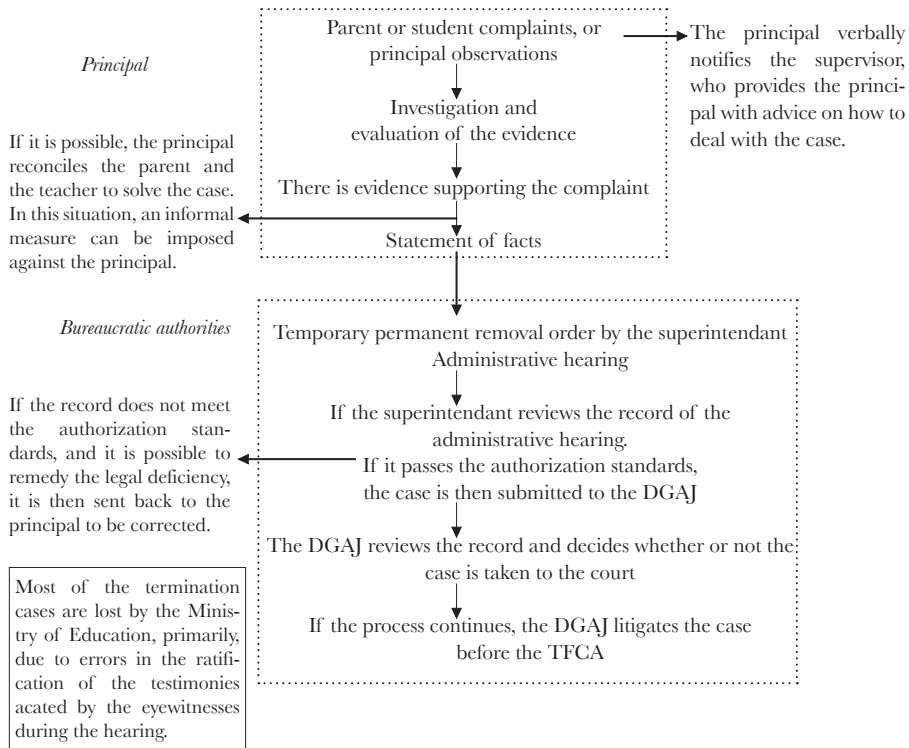 Parent or student complaints, or
principal observations
The principal verbally
notifies the supervisor,
who provides the princi-
pal with advice on how to
deal with the case.
Principal
Investigation and
evaluation of the evidence
If it is possible, the principal
reconciles the parent and
the teacher to solve the case.
In this situation, an informal
measure can be imposed
against the principal.
There is evidence supporting the complaint
Statement of facts
Bureaucratic authorities
Temporary permanent removal order by the superintendant
Administrative hearing
If the record does not meet
the authorization stan-
dards, and it is possible to
remedy the legal deficiency,
it is then sent back to the
principal to be corrected.
If the superintendant reviews the record of the
administrative hearing.
If it passes the authorization standards,
the case is then submitted to the DGAJ
The DGAJ reviews the record and decides whether or not the
case is taken to the court
If the process continues, the DGAJ litigates the case
before the TFCA
Most of the termination
cases are lost by the Minis-
try of Education, primarily,
due to errors in the ratifi-
cation of the testimonies
acated by the eyewitnesses
during the hearing.